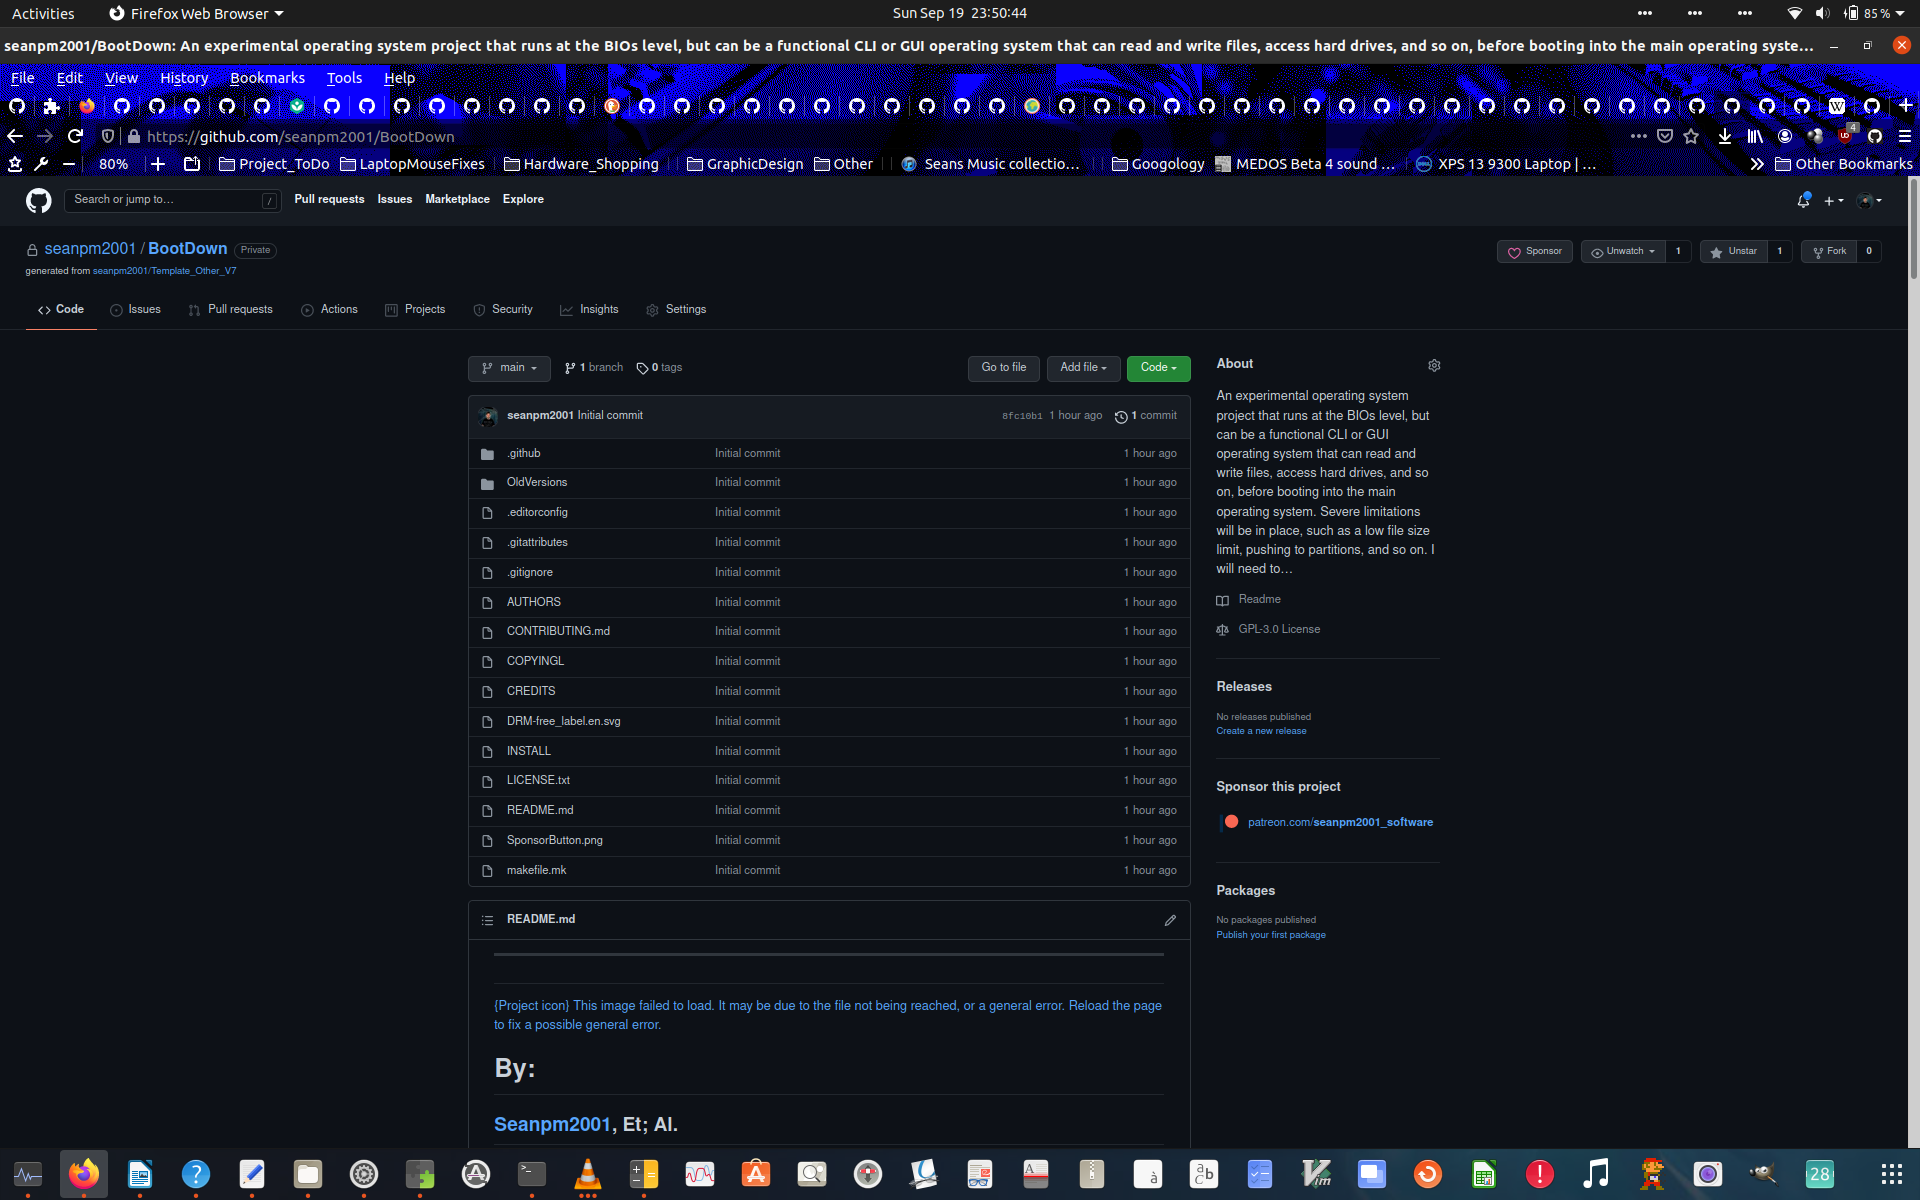 Activities
Firefox Web Browser
Sun Sep 19 23:50:44
85 %
seanpm2001/BootDown: An experimental operating system project that runs at the BIOs level, but can be a functional CLI or GUI operating system that can read and write files, access hard drives, and so on, before booting into the main operating syste...
File Edit View History Bookmarks Tools Help
https://github.com/seanpm2001/BootDown
4
80%
Project_ToDo
LaptopMouseFixes
Hardware_Shopping
GraphicDesign
Other
Seans Music collectio...
Googology
MEDOS Beta 4 sound ...
XPS 13 9300 Laptop | ...
Other Bookmarks
Search or jump to...
/
Pull requests Issues Marketplace Explore
seanpm2001 / BootDown Private
generated from seanpm2001/Template_Other_V7
Sponsor
Unwatch 1
Unstar 1
Fork 0
Code Issues Pull requests Actions Projects Security Insights Settings
main
1 branch
0 tags
Go to file
Add file
Code
seanpm2001 Initial commit 8fc10b1 1 hour ago 1 commit
.github Initial commit 1 hour ago
OldVersions Initial commit 1 hour ago
.editorconfig Initial commit 1 hour ago
.gitattributes Initial commit 1 hour ago
.gitignore Initial commit 1 hour ago
AUTHORS Initial commit 1 hour ago
CONTRIBUTING.md Initial commit 1 hour ago
COPYINGL Initial commit 1 hour ago
CREDITS Initial commit 1 hour ago
DRM-free_label.en.svg Initial commit 1 hour ago
INSTALL Initial commit 1 hour ago
LICENSE.txt Initial commit 1 hour ago
README.md Initial commit 1 hour ago
SponsorButton.png Initial commit 1 hour ago
makefile.mk Initial commit 1 hour ago
README.md
{Project icon} This image failed to load. It may be due to the file not being reached, or a general error. Reload the page
to fix a possible general error.
By:
Seanpm2001, Et; Al.
About
An experimental operating system
project that runs at the BIOs level, but
can be a functional CLI or GUI
operating system that can read and
write files, access hard drives, and so
on, before booting into the main
operating system. Severe limitations
will be in place, such as a low file size
limit, pushing to partitions, and so on. I
will need to...
Readme
GPL-3.0 License
Releases
No releases published
Create a new release
Sponsor this project
patreon.com/seanpm2001_software
Packages
No packages published
Publish your first package
28